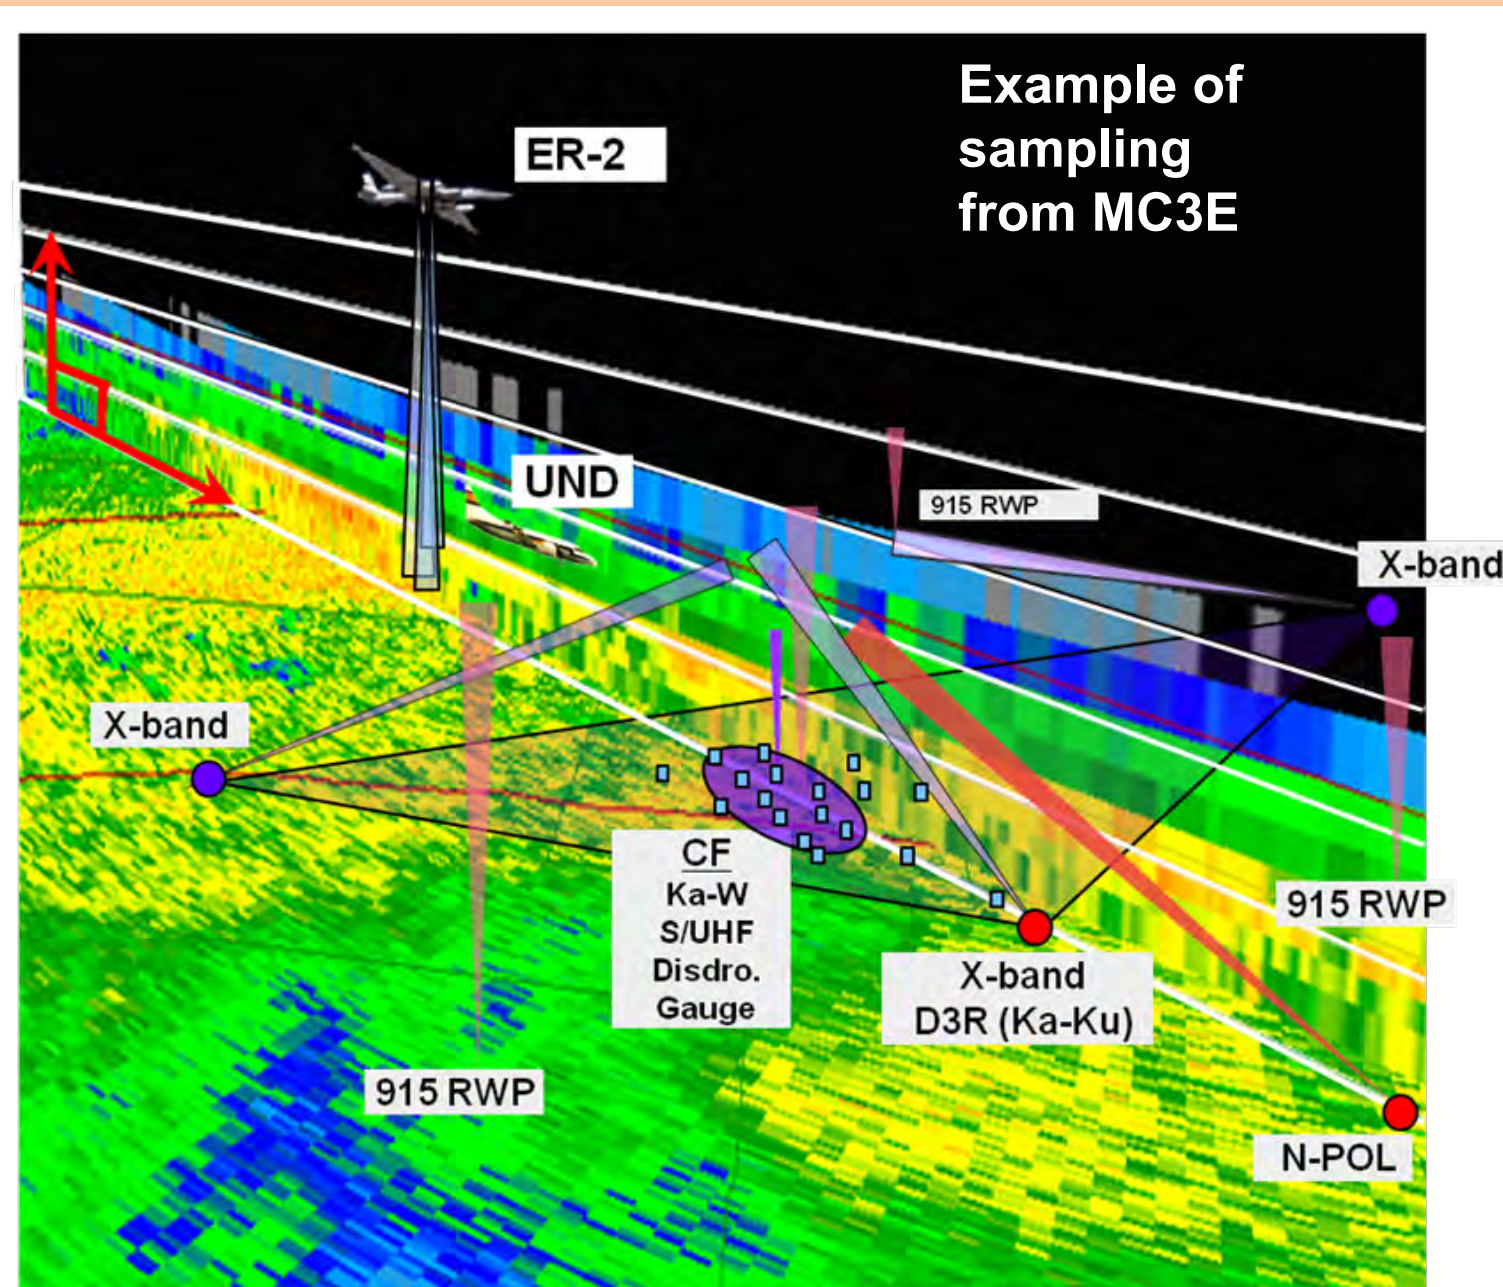 Example of
sampling
from MC3E
ER-2
UND
915 RWP
X-band
X-band
CF
Ka-W
S/UHF
Disdro.
Gauge
915 RWP
X-band
D3R (Ka-Ku)
915 RWP
N-POL